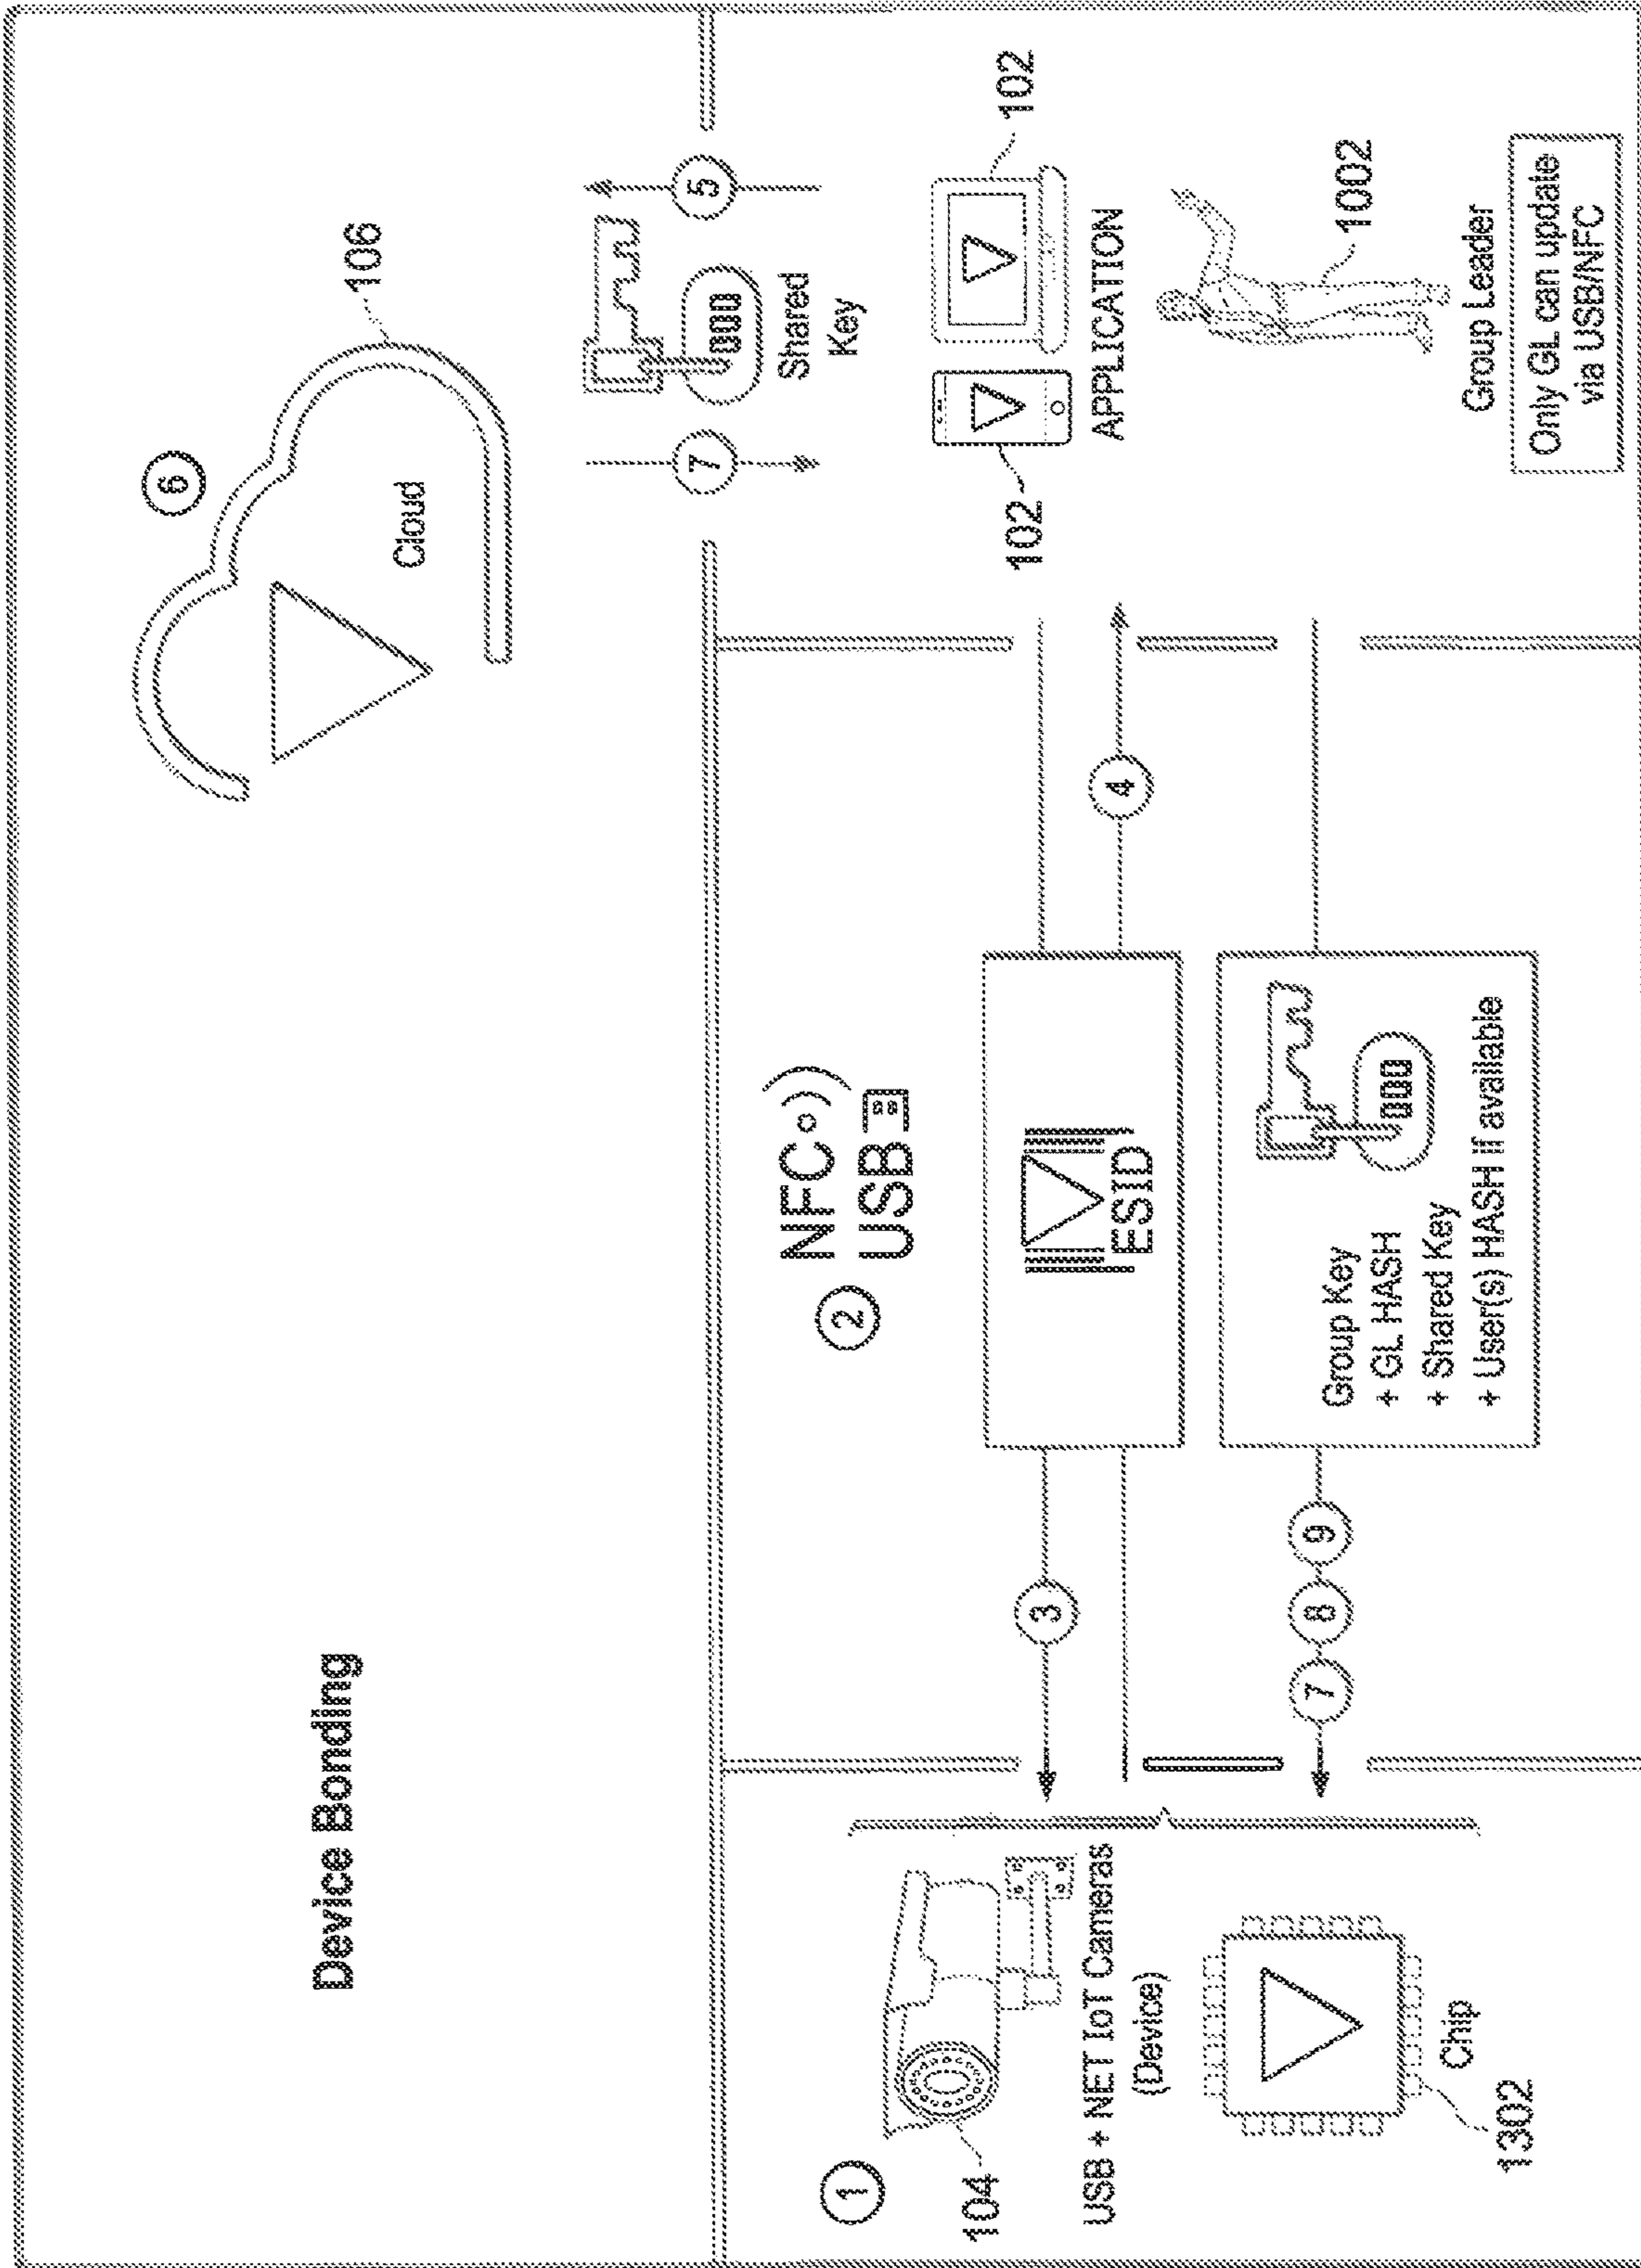 Device Bonding
6
106
Cloud
7
5
Shared
Key
1
104
USB + NET IoT Cameras
(Device)
Chip
1302
2
NFC
USB
3
ESID
4
7
8
9
Group Key
+ GL HASH
+ Shared Key
+ User(s) HASH If available
102
102
APPLICATION
1002
Group Leader
Only GL can update
via USB/NFC